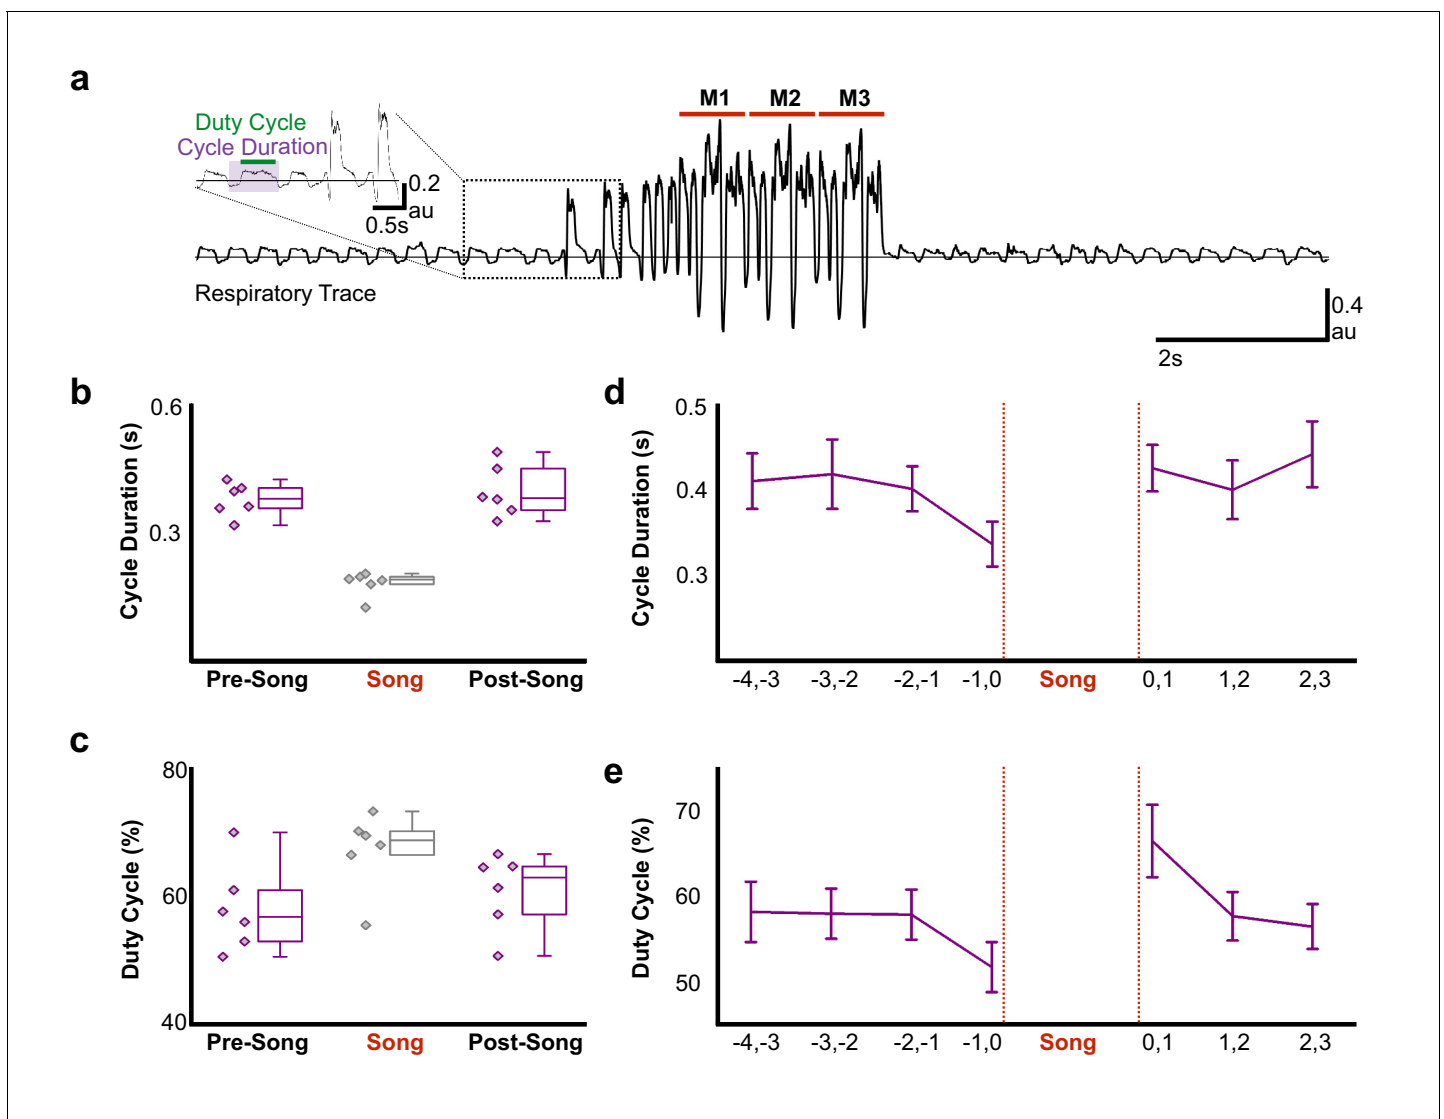 a
M1 M2 M3
Duty Cycle
Cycle Duration
0.2
au
0.5s
Respiratory Trace
0.4
au
2s
b
0.6
0.3
Cycle Duration (s)
Pre-Song Song Post-Song
d
0.5
0.4
0.3
Cycle Duration (s)
-4,-3 -3,-2 -2,-1 -1,0 Song 0,1 1,2 2,3
c
80
60
40
Duty Cycle (%)
Pre-Song Song Post-Song
e
70
60
50
Duty Cycle (%)
-4,-3 -3,-2 -2,-1 -1,0 Song 0,1 1,2 2,3